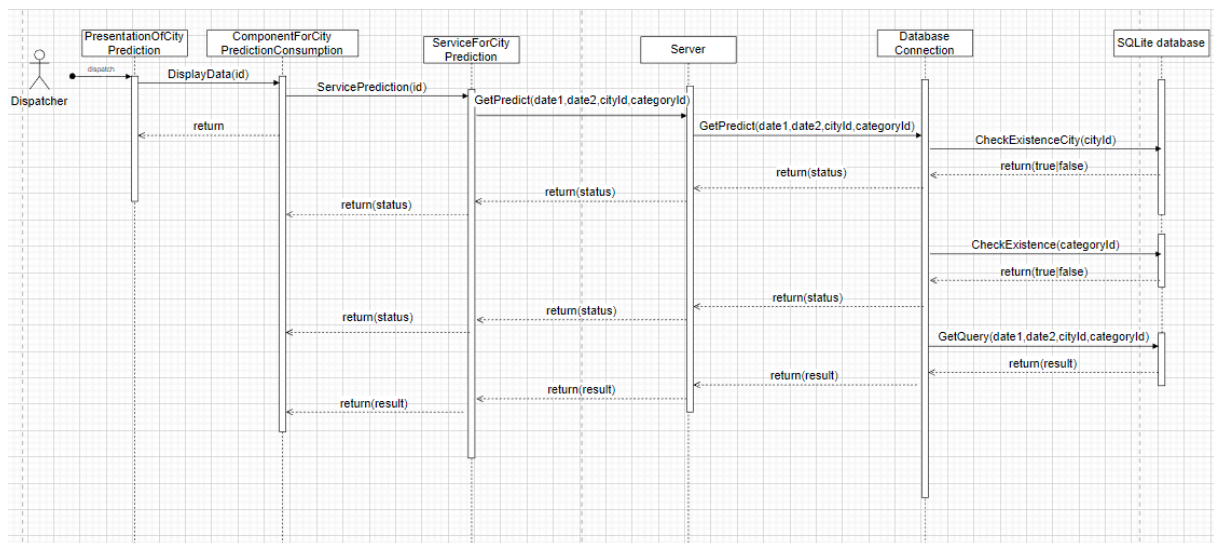 PresentationOfCity
Prediction
ComponentForCity
PredictionConsumption
ServiceForCity
Prediction
Server
Database
Connection
SQLite database
Dispatcher
dispatch
DisplayData(id)
ServicePrediction(id)
GetPredict(date1,date2,cityId,categoryId)
return
GetPredict(date1,date2,cityId,categoryId)
CheckExistenceCity(cityId)
return(true|false)
return(status)
return(status)
return(status)
CheckExistence(categoryId)
return(true|false)
return(status)
return(status)
return(status)
GetQuery(date1,date2,cityId,categoryId)
return(result)
return(result)
return(result)
return(result)